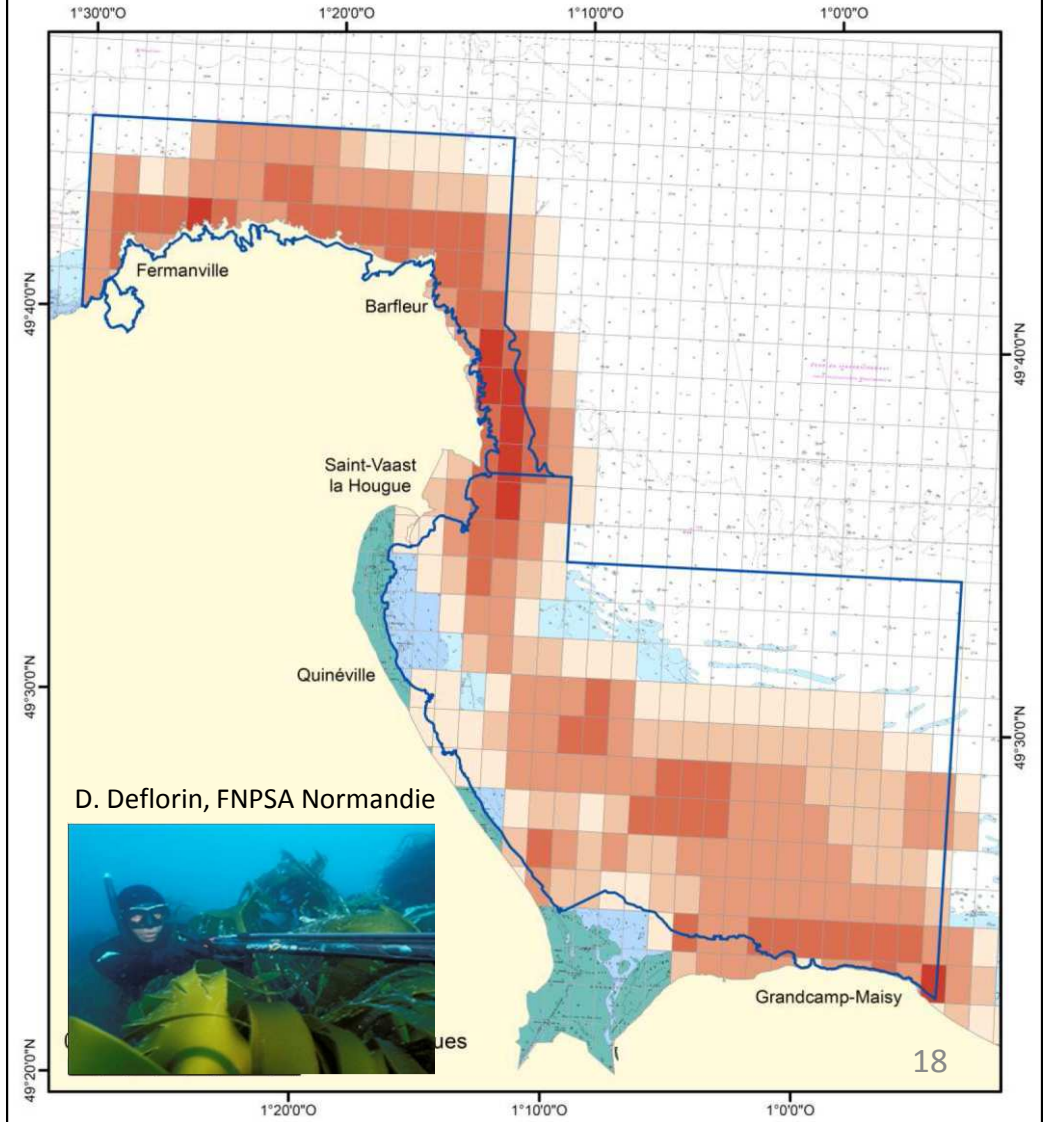 1°30'0"O 1°20'0"O 1°10'0"O 1°0'0"O
Fermanville
49°40'0"N
Barfleur
49°40'0"N
Saint-Vaast
la Hougue
Quinéville
49°30'0"N
49°30'0"N
D. Deflorin, FNPSA Normandie
Grandcamp-Maisy
ues
18
49°20'0"N
1°20'0"O 1°10'0"O 1°0'0"O